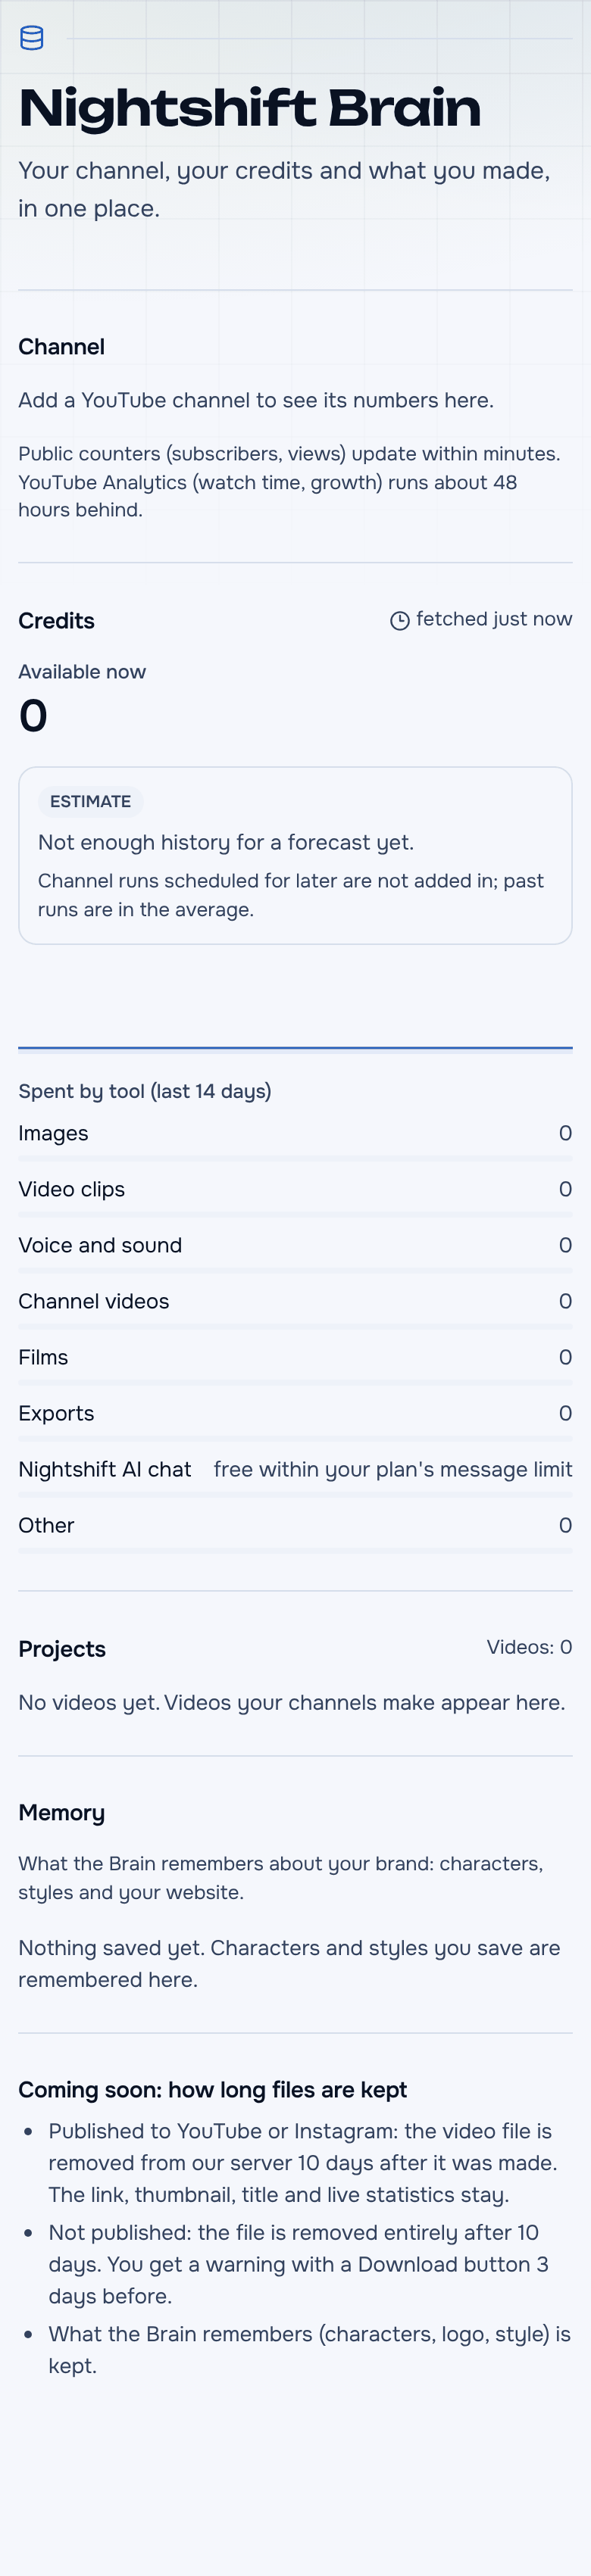 Nightshift Brain
Your channel, your credits and what you made,
in one place.
Channel
Add a YouTube channel to see its numbers here.
Public counters (subscribers, views) update within minutes.
YouTube Analytics (watch time, growth) runs about 48
hours behind.
Credits
fetched just now
Available now
0
ESTIMATE
Not enough history for a forecast yet.
Channel runs scheduled for later are not added in; past
runs are in the average.
Spent by tool (last 14 days)
Images 0
Video clips 0
Voice and sound 0
Channel videos 0
Films 0
Exports 0
Nightshift AI chat free within your plan's message limit
Other 0
Projects
Videos: 0
No videos yet. Videos your channels make appear here.
Memory
What the Brain remembers about your brand: characters,
styles and your website.
Nothing saved yet. Characters and styles you save are
remembered here.
Coming soon: how long files are kept
• Published to YouTube or Instagram: the video file is
removed from our server 10 days after it was made.
The link, thumbnail, title and live statistics stay.
• Not published: the file is removed entirely after 10
days. You get a warning with a Download button 3
days before.
• What the Brain remembers (characters, logo, style) is
kept.